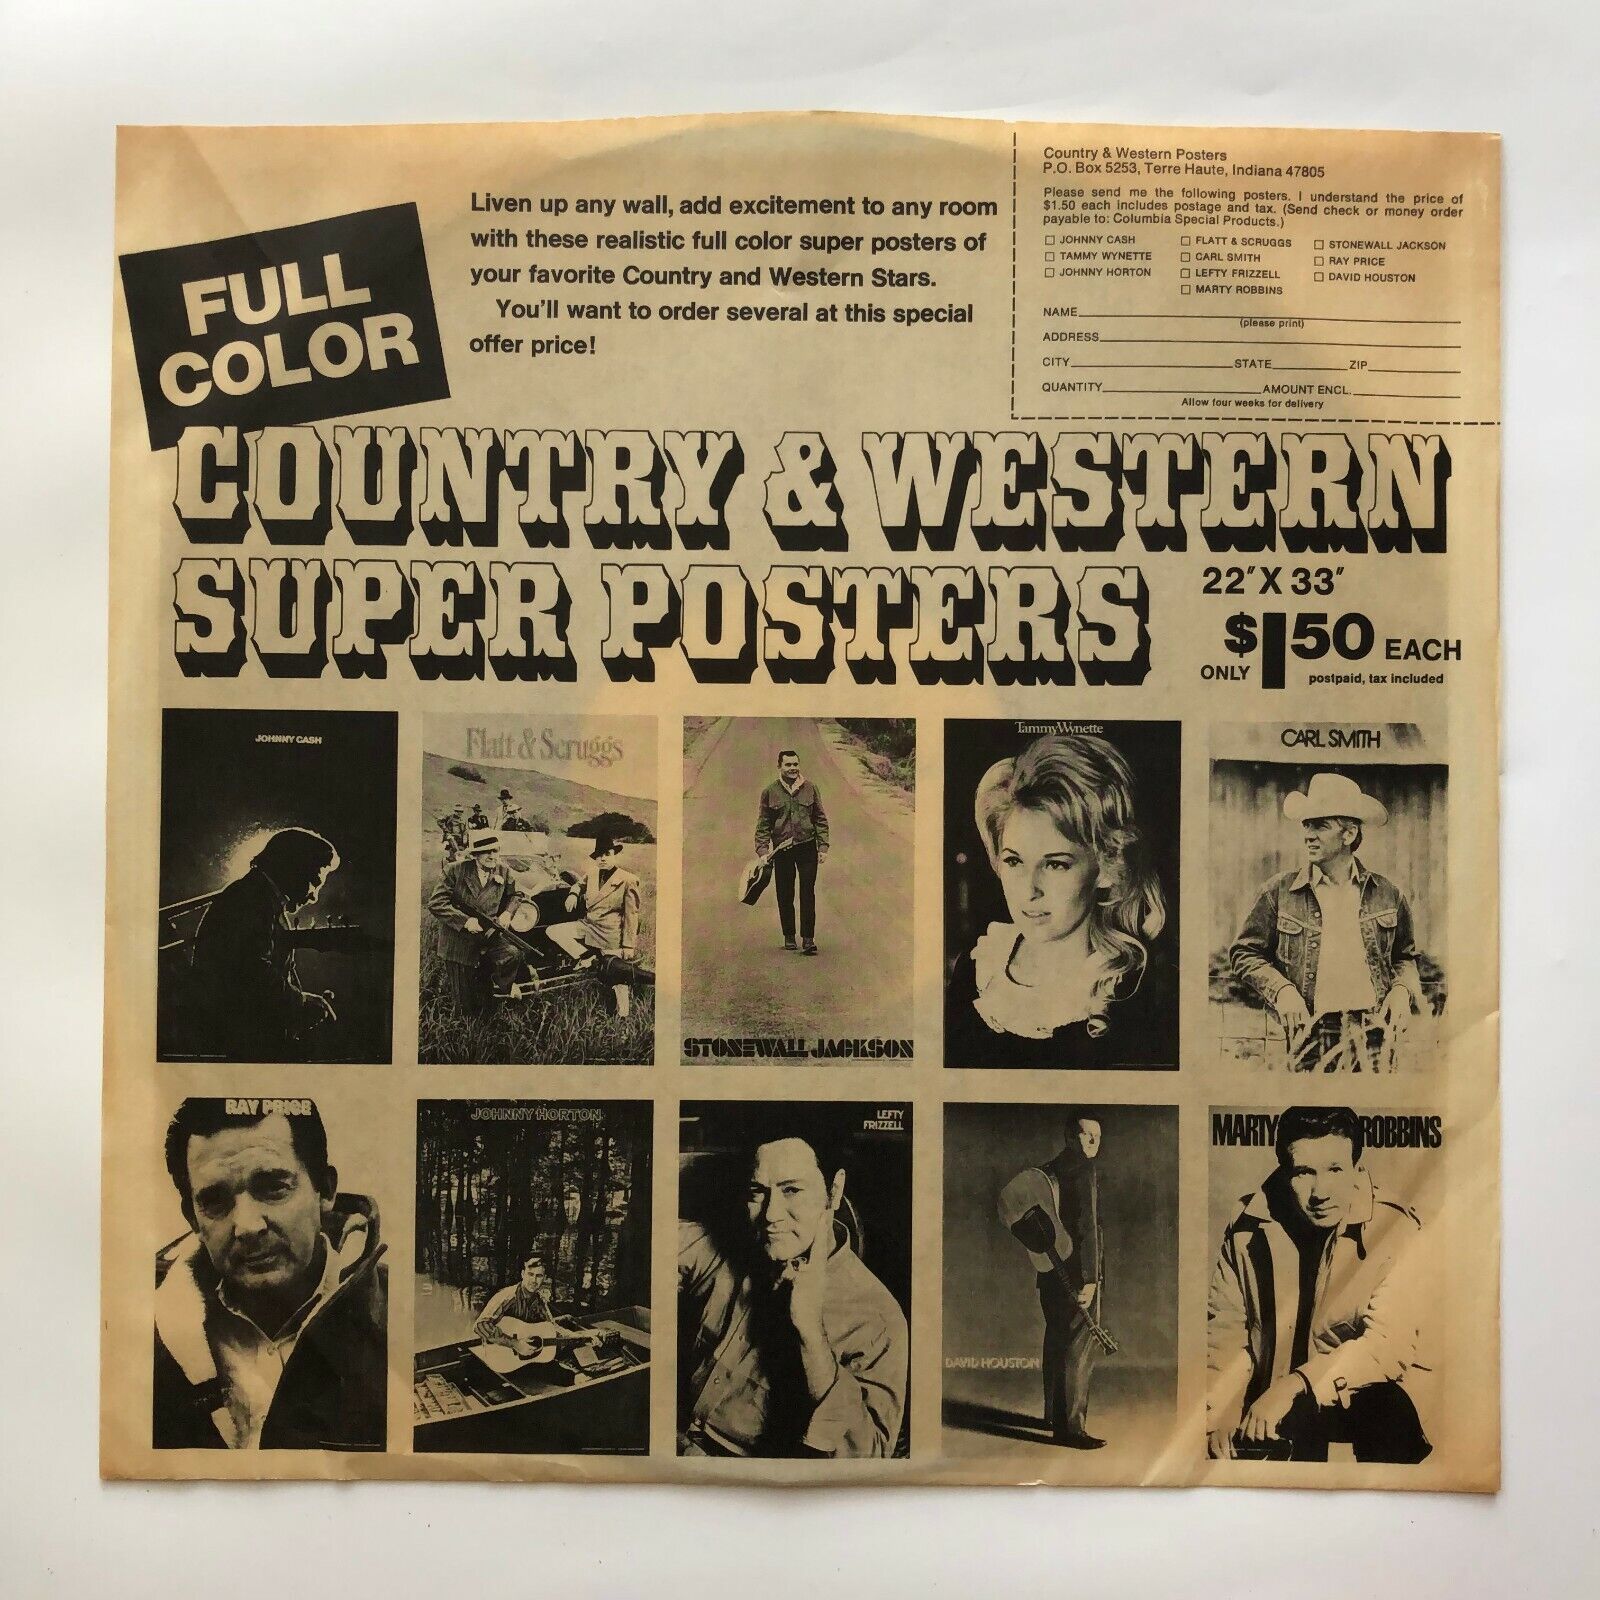 FULL
COLOR
Liven up any wall, add excitement to any room
with these realistic full color super posters of
your favorite Country and Western Stars.
You'll want to order several at this special
offer price!
Country & Western Posters
P.O. Box 5253, Terre Haute, Indiana 47805
Please send me the following posters. I understand the price of
$1.50 each includes postage and tax. (Send check or money order
payable to: Columbia Special Products.)
JOHNNY CASH
TAMMY WYNETTE
JOHNNY HORTON
FLATT & SCRUGGS
CARL SMITH
LEFTY FRIZZELL
MARTY ROBBINS
STONEWALL JACKSON
RAY PRICE
DAVID HOUSTON
NAME
(please print)
ADDRESS
CITY STATE ZIP
QUANTITY AMOUNT ENCL.
Allow four weeks for delivery
COUNTRY & WESTERN
SUPER POSTERS
22" X 33"
ONLY $1.50 EACH
postpaid, tax included
JOHNNY CASH
Flatt & Scruggs
STONEWALL JACKSON
Tammy Wynette
CARL SMITH
RAY PRICE
JOHNNY HORTON
LEFTY
FRIZZELL
DAVID HOUSTON
MARTY ROBBINS